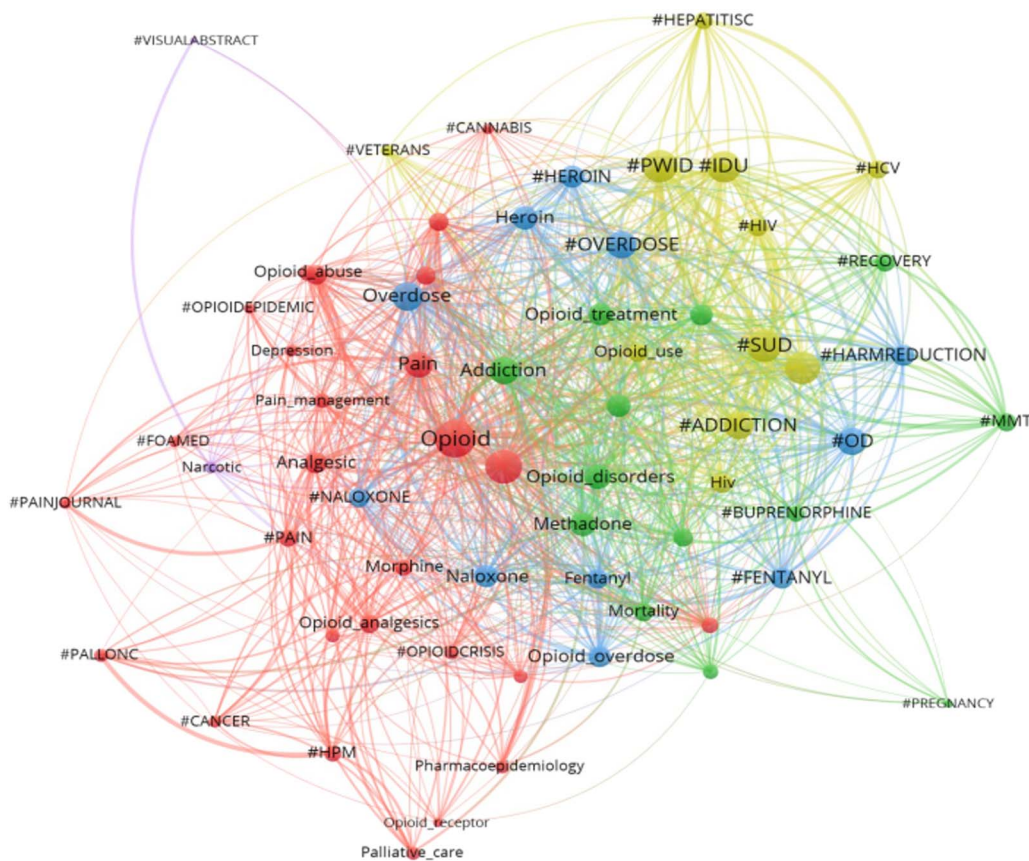 #HEPATITISC
#VISUALABSTRACT
#CANNABIS
#VETERANS
#PWID
#IDU
#HCV
#HEROIN
Heroin
#HIV
#OVERDOSE
#RECOVERY
Opioid_abuse
Overdose
#OPIOIDEPIDEMIC
Opioid_treatment
#SUD
Depression
Opioid_use
#HARMREDUCTION
Pain
Addiction
Pain_management
#ADDICTION
#MMT
Opioid
#OD
#FOAMED
Analgesic
Narcotic
Opioid_disorders
Hiv
#PAINJOURNAL
#NALOXONE
#BUPRENORPHINE
Methadone
#PAIN
Morphine
Naloxone
Fentanyl
#FENTANYL
Mortality
Opioid_analgesics
#PALLONC
#OPIOIDCRISIS
Opioid_overdose
#PREGNANCY
#CANCER
#HPM
Pharmacoepidemiology
Opioid_receptor
Palliative_care